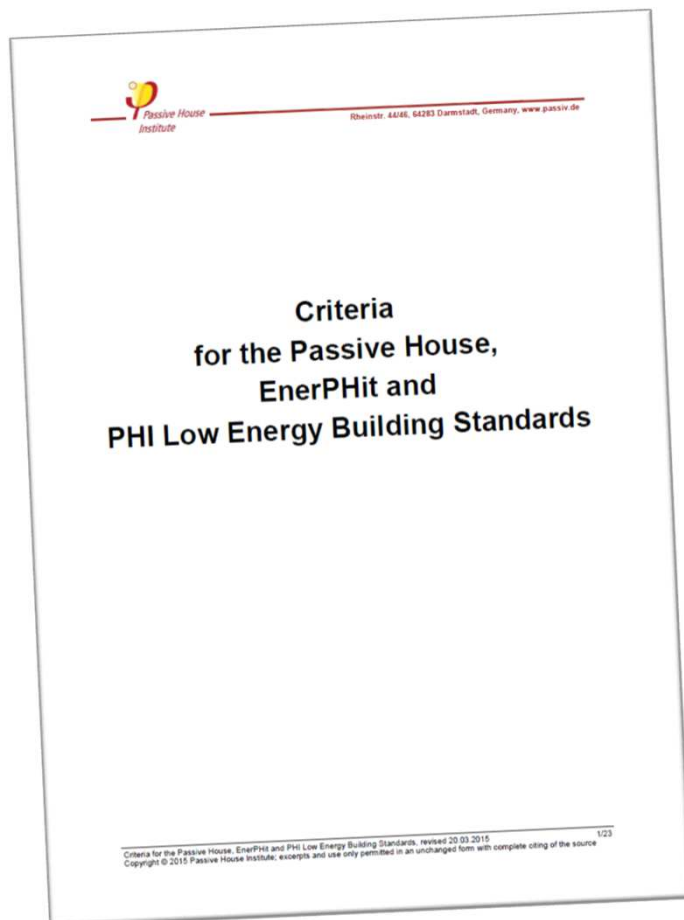 Passive House
Institute
Rheinstr. 44/46, 64283 Darmstadt, Germany, www.passiv.de
Criteria
for the Passive House,
EnerPHit and
PHI Low Energy Building Standards
Criteria for the Passive House, EnerPHit and PHI Low Energy Building Standards, revised 20.03.2015 1/23
Copyright © 2015 Passive House Institute; excerpts and use only permitted in an unchanged form with complete citing of the source